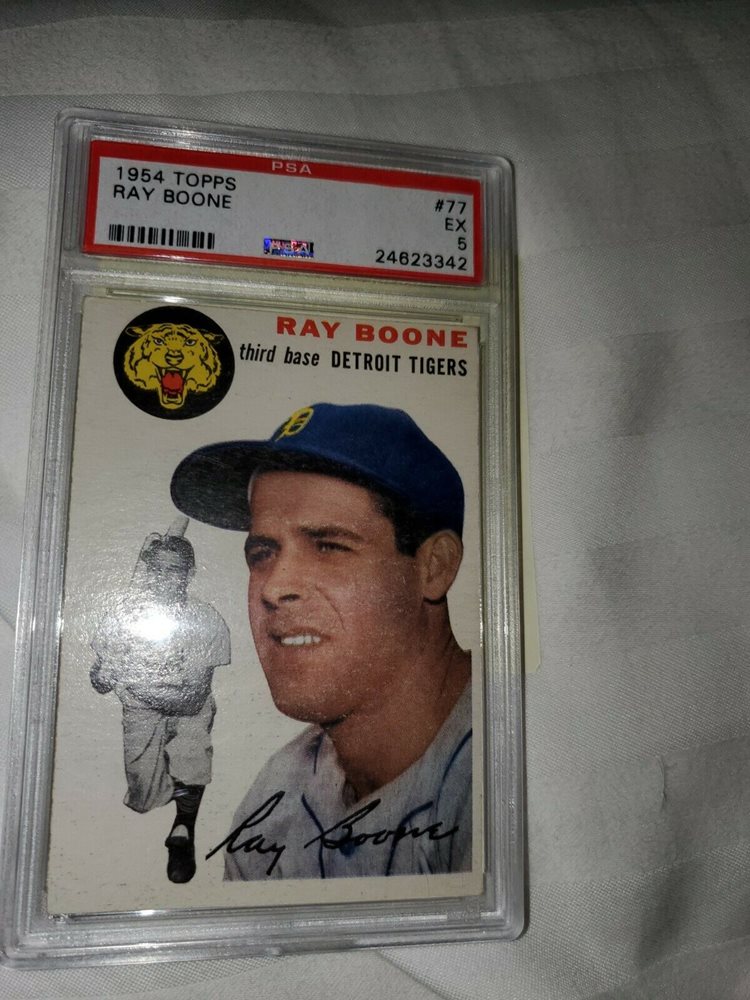 PSA
1954 TOPPS #77
RAY BOONE EX
5
24623342
RAY BOONE
third base DETROIT TIGERS
D
Ray Boone